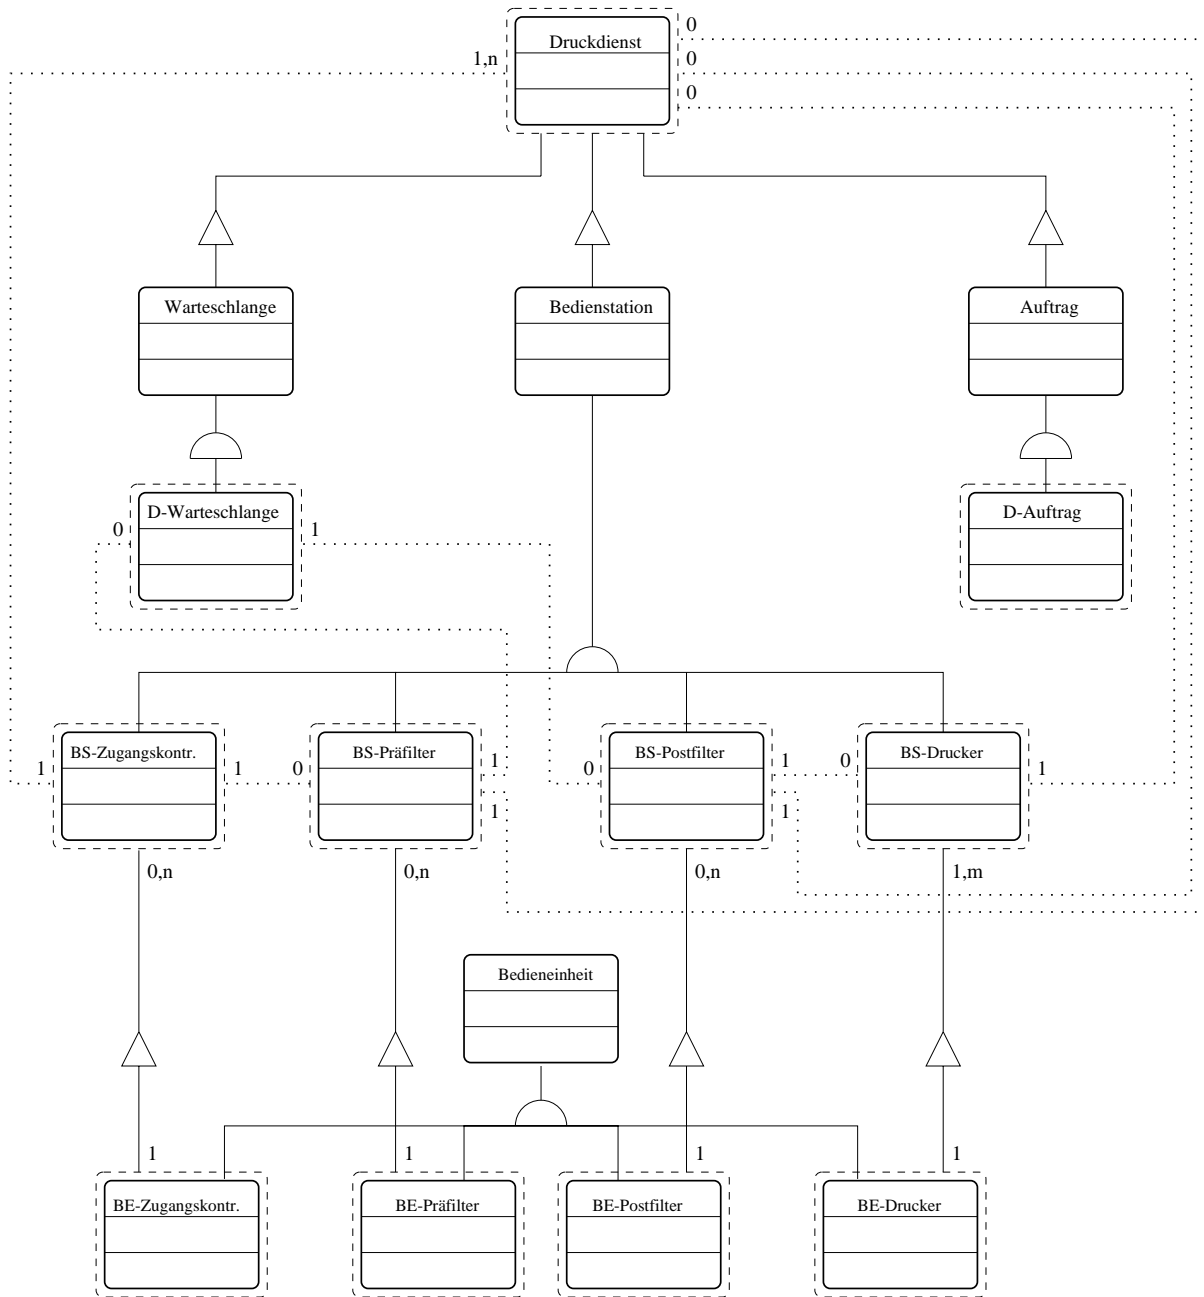 0
Druckdienst
1,n
0
0
Warteschlange
Bedienstation
Auftrag
D-Warteschlange
D-Auftrag
0
1
BS-Zugangskontr.
BS-Präfilter
BS-Postfilter
BS-Drucker
1
1
0
1
0
1
0
1
1
1
0,n
0,n
0,n
1,m
Bedieneinheit
1
1
1
1
BE-Zugangskontr.
BE-Präfilter
BE-Postfilter
BE-Drucker